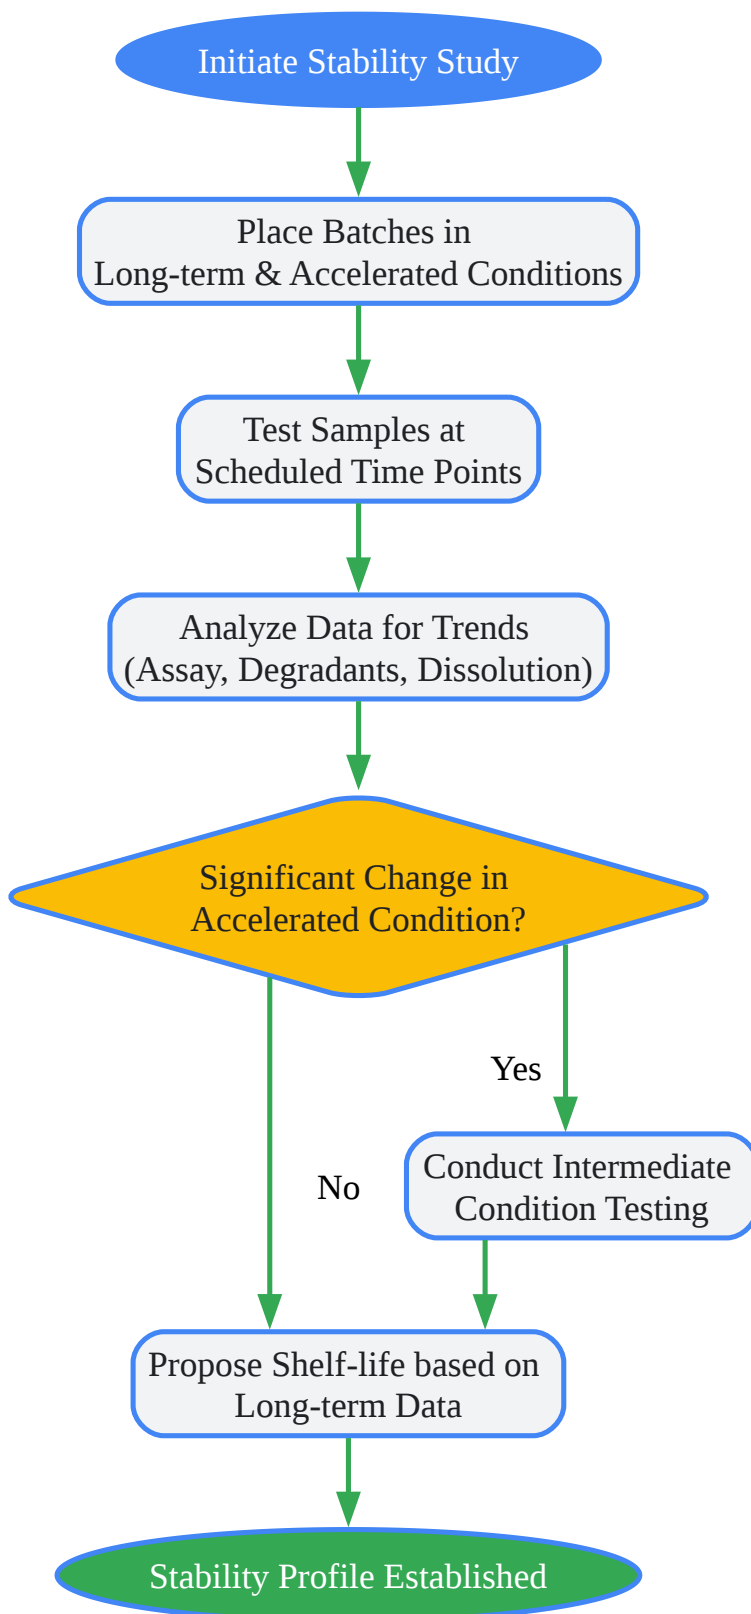 Initiate Stability Study
Place Batches in
Long-term & Accelerated Conditions
Test Samples at
Scheduled Time Points
Analyze Data for Trends
(Assay, Degradants, Dissolution)
Significant Change in
Accelerated Condition?
Yes
Conduct Intermediate
Condition Testing
No
Propose Shelf-life based on
Long-term Data
Stability Profile Established